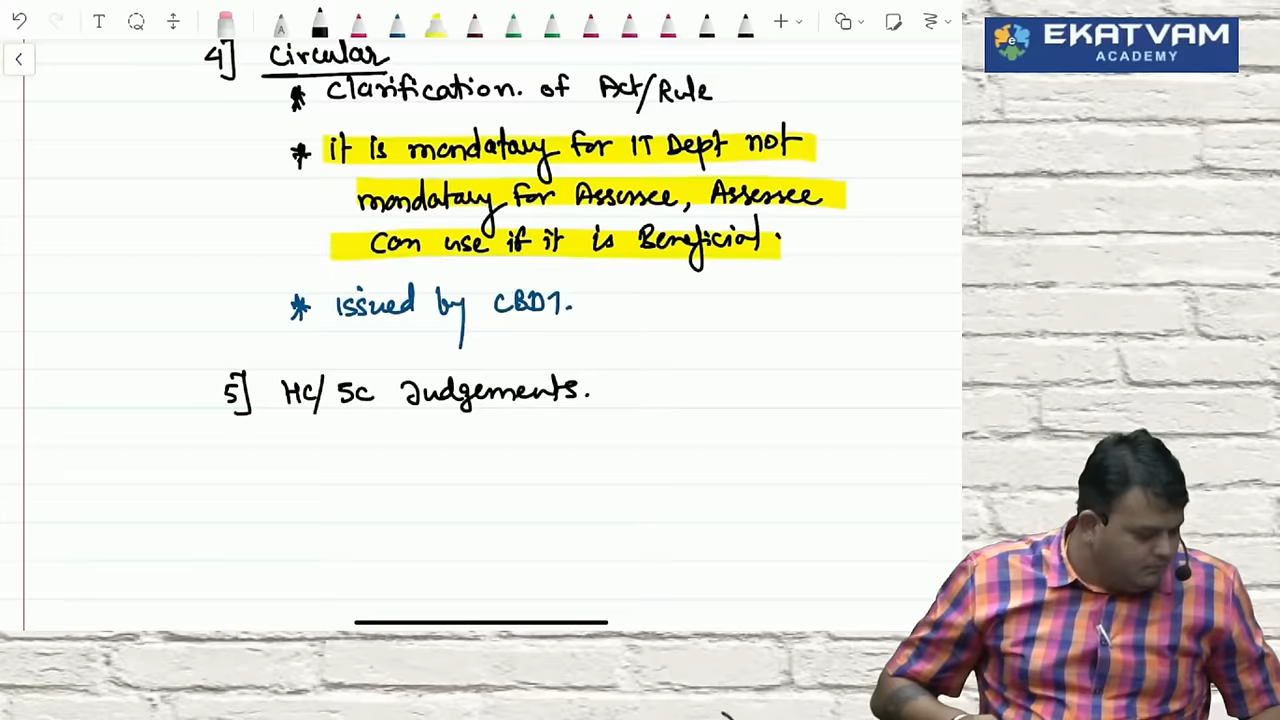 EKATVAM
ACADEMY
4] Circular
* Clarification. of Act/Rule
* it is mandatary for IT Dept not
mandatary for Assessee, Assessee
can use if it is Beneficial.
* issued by CBDT.
5] HC/SC Judgements.